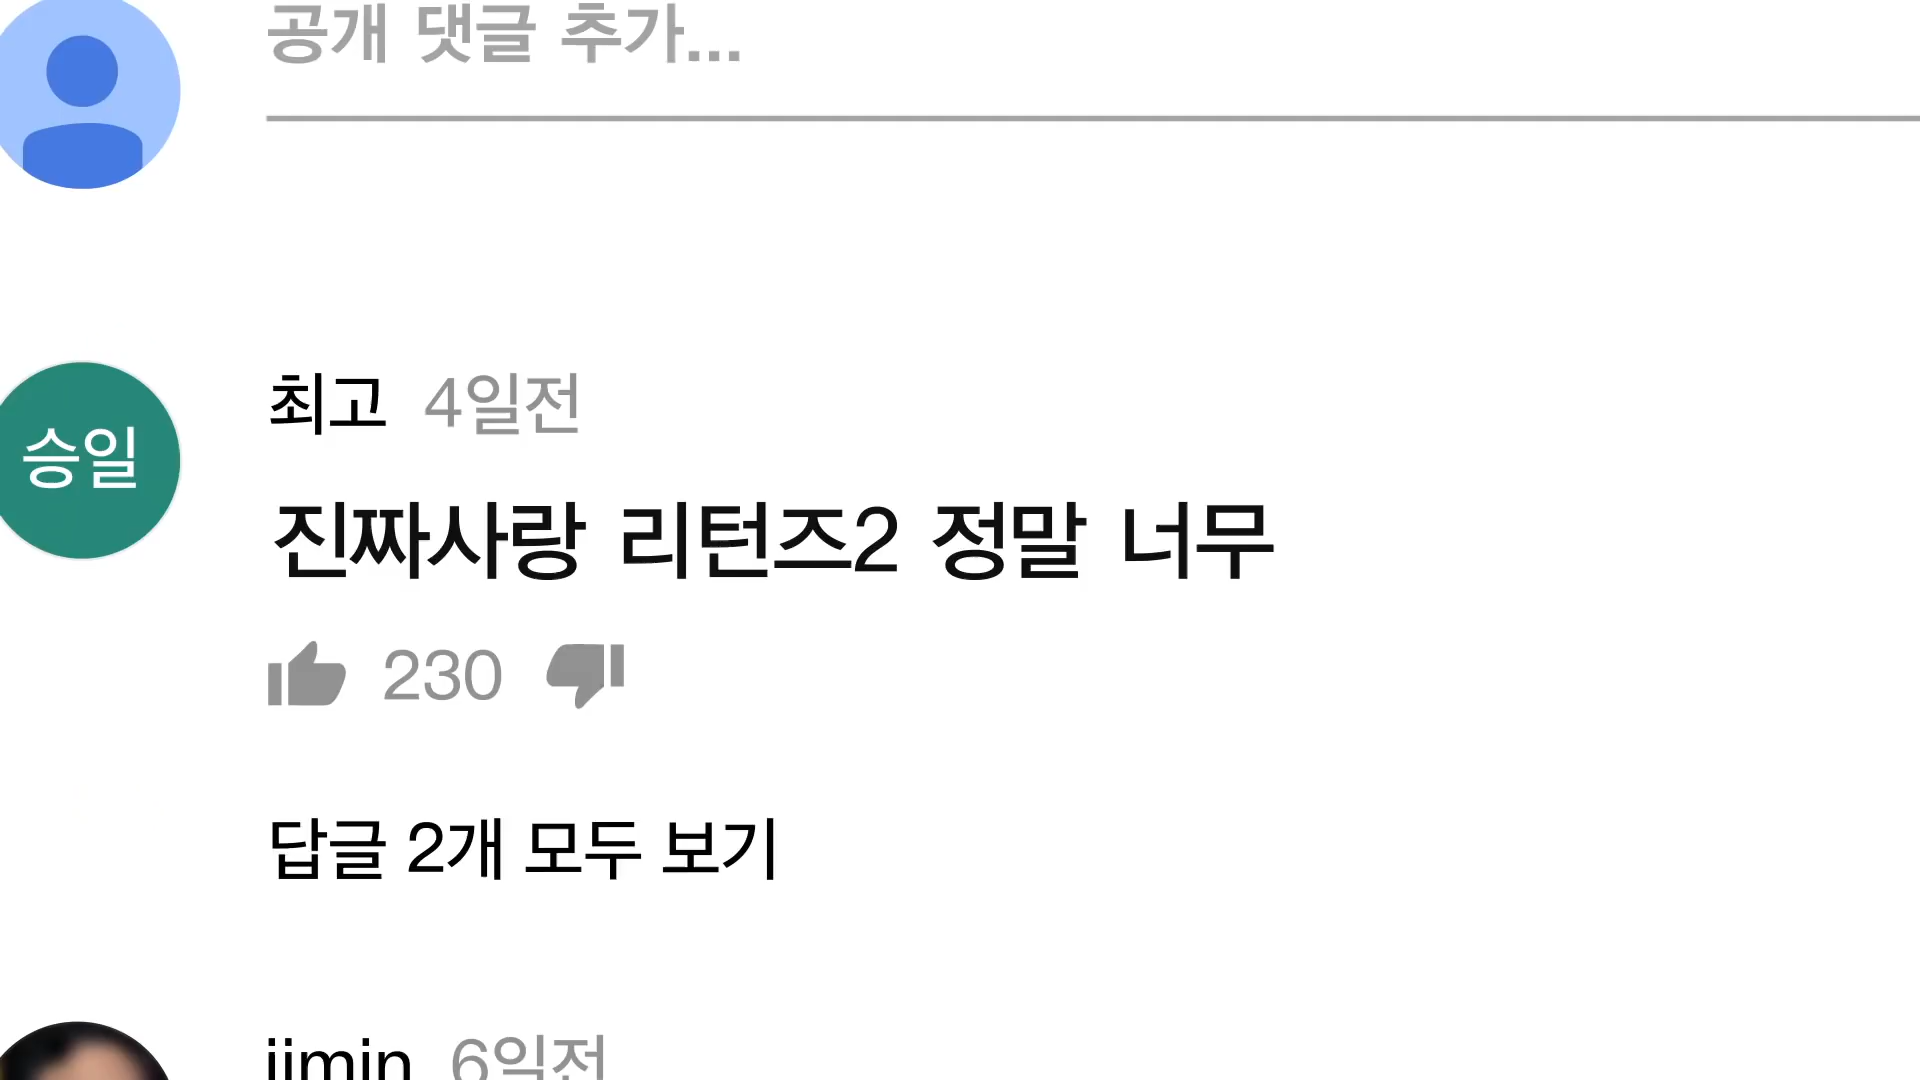 공개 댓글 추가...
최고 4일전
승일
진짜사랑 리턴즈2 정말 너무
230
답글 2개 모두 보기
jimin 6일전